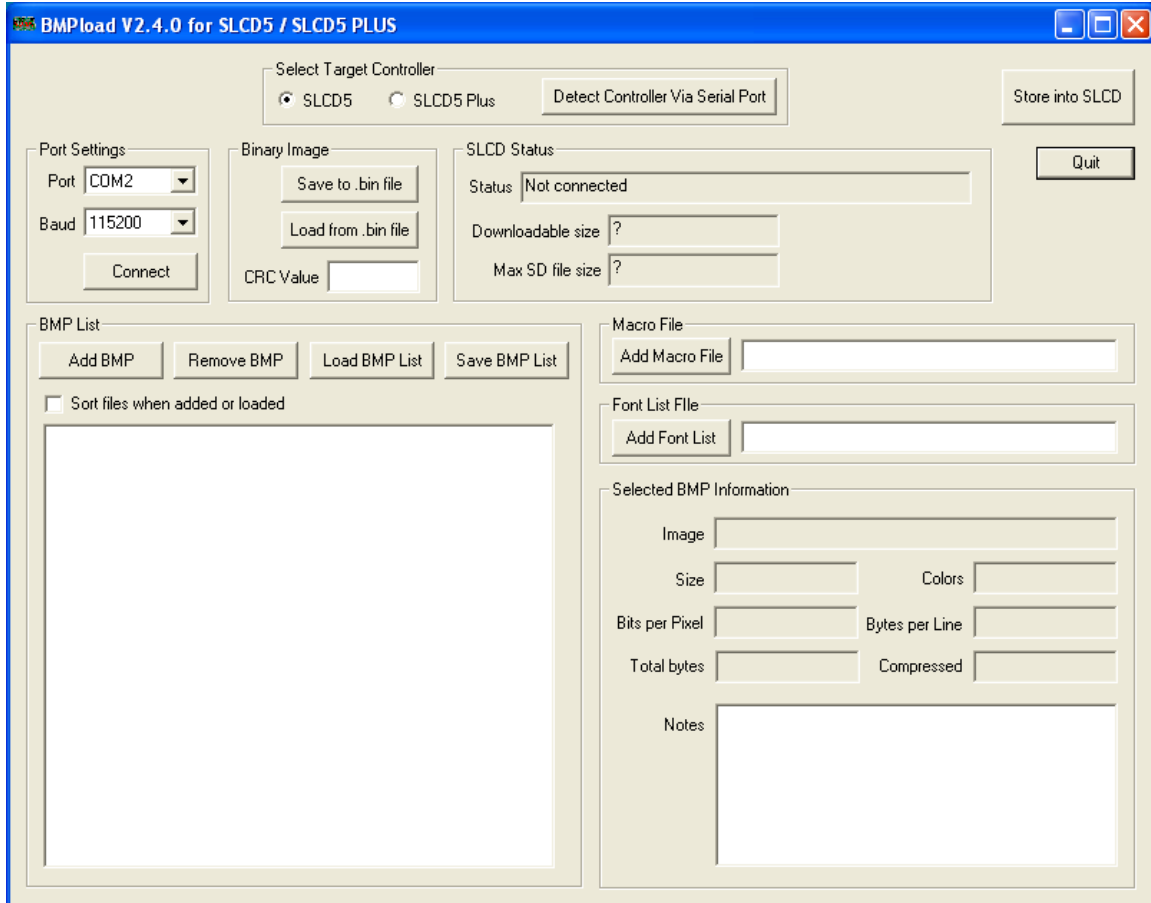 BMPload V2.4.0 for SLCD5 / SLCD5 PLUS
Select Target Controller
SLCD5 SLCD5 Plus Detect Controller Via Serial Port
Store into SLCD
Port Settings
Port COM2
Baud 115200
Connect
Binary Image
Save to .bin file
Load from .bin file
CRC Value
SLCD Status
Status Not connected
Downloadable size ?
Max SD file size ?
Quit
BMP List
Add BMP Remove BMP Load BMP List Save BMP List
Sort files when added or loaded
Macro File
Add Macro File
Font List FIle
Add Font List
Selected BMP Information
Image
Size Colors
Bits per Pixel Bytes per Line
Total bytes Compressed
Notes